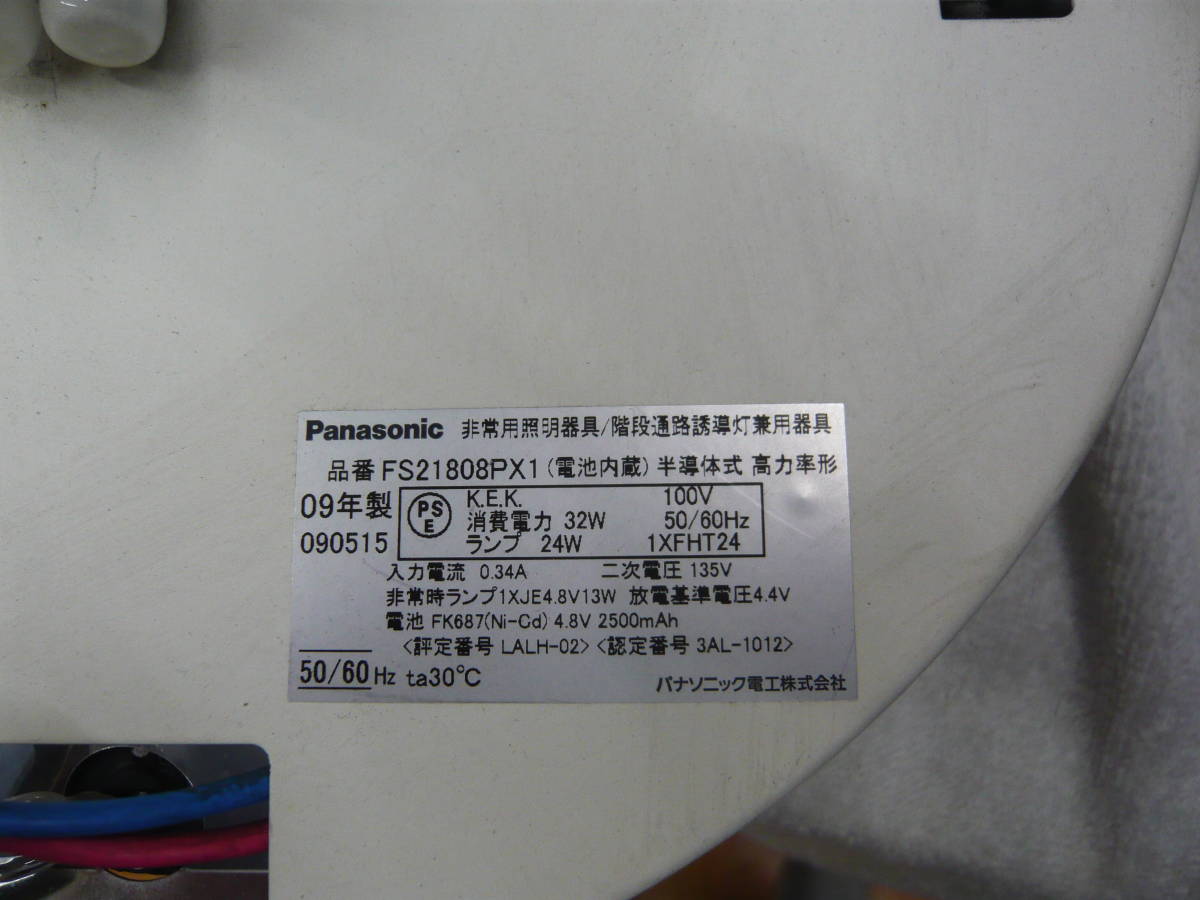 Panasonic 非常用照明器具/階段通路誘導灯兼用器具
品番 FS21808PX1 (電池内蔵) 半導体式 高力率形
09年製
090515
PS E
K.E.K. 100V
消費電力 32W 50/60Hz
ランプ 24W 1XFHT24
入力電流 0.34A 二次電圧 135V
非常時ランプ1XJE4.8V13W 放電基準電圧4.4V
電池 FK687(Ni-Cd) 4.8V 2500mAh
<評定番号 LALH-02> <認定番号 3AL-1012>
50/60 Hz ta30℃
パナソニック電工株式会社